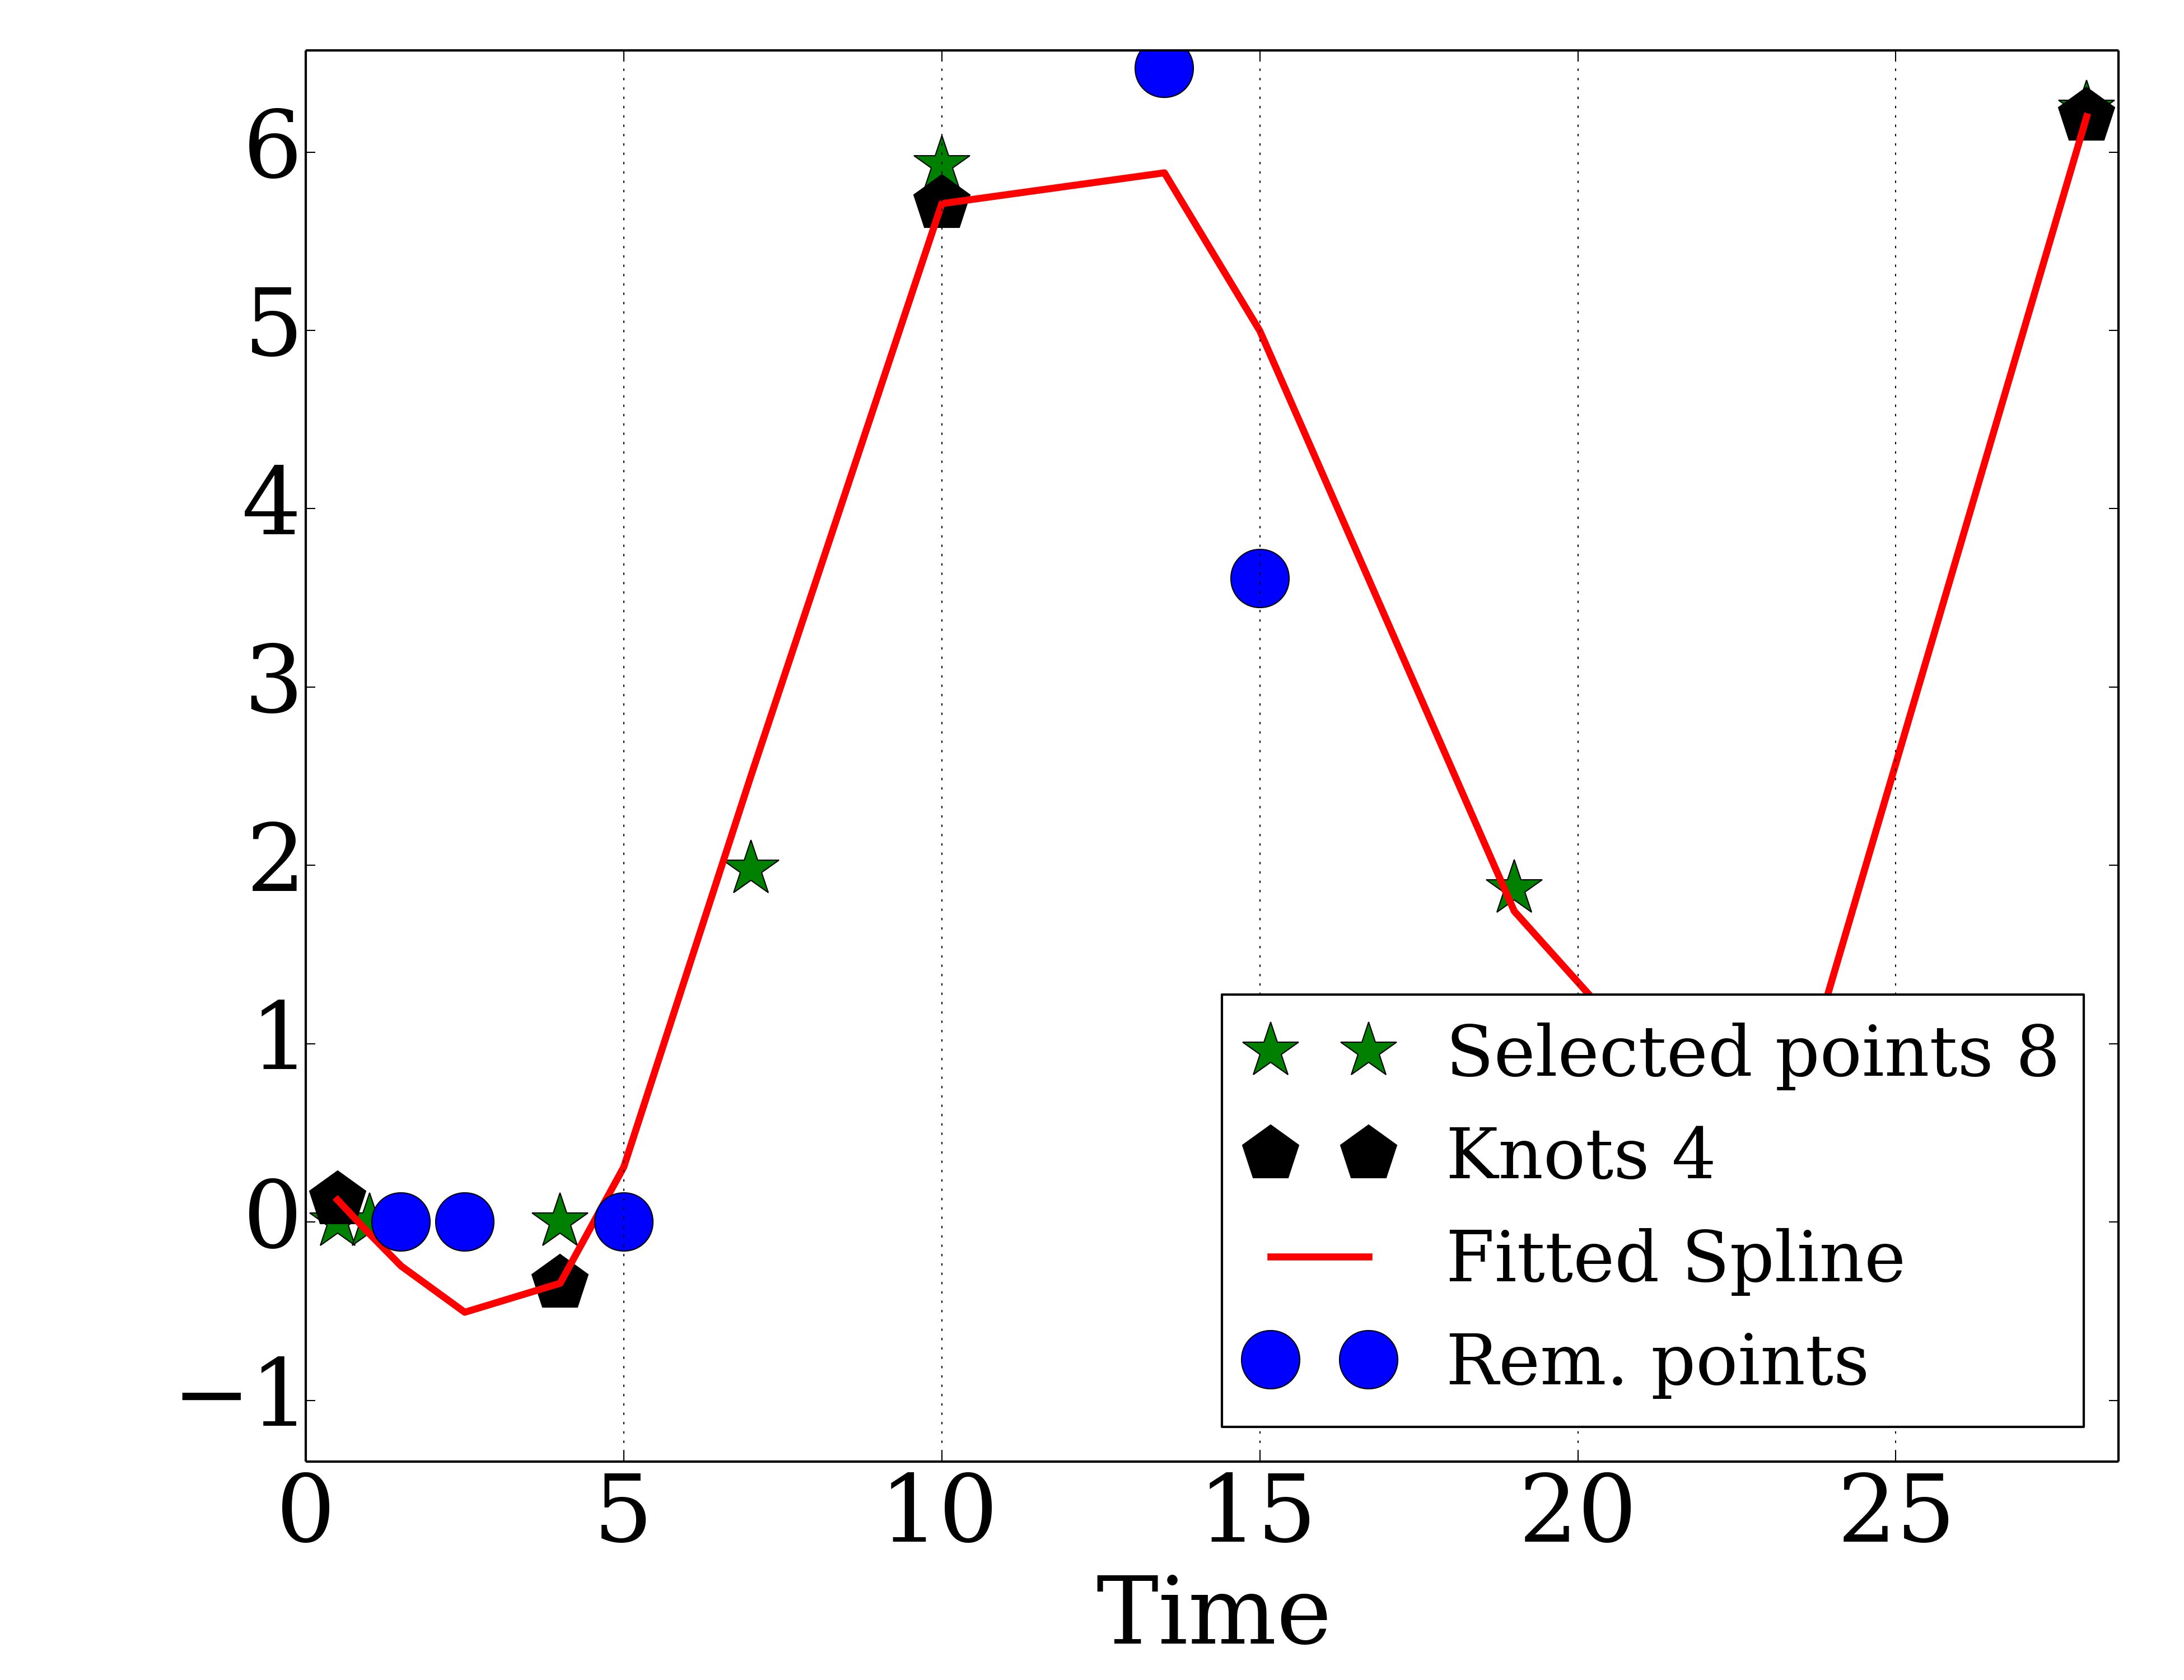 6
5
4
3
2
1
0
−1
Selected points 8
Knots 4
Fitted Spline
Rem. points
0 5 10 15 20 25
Time